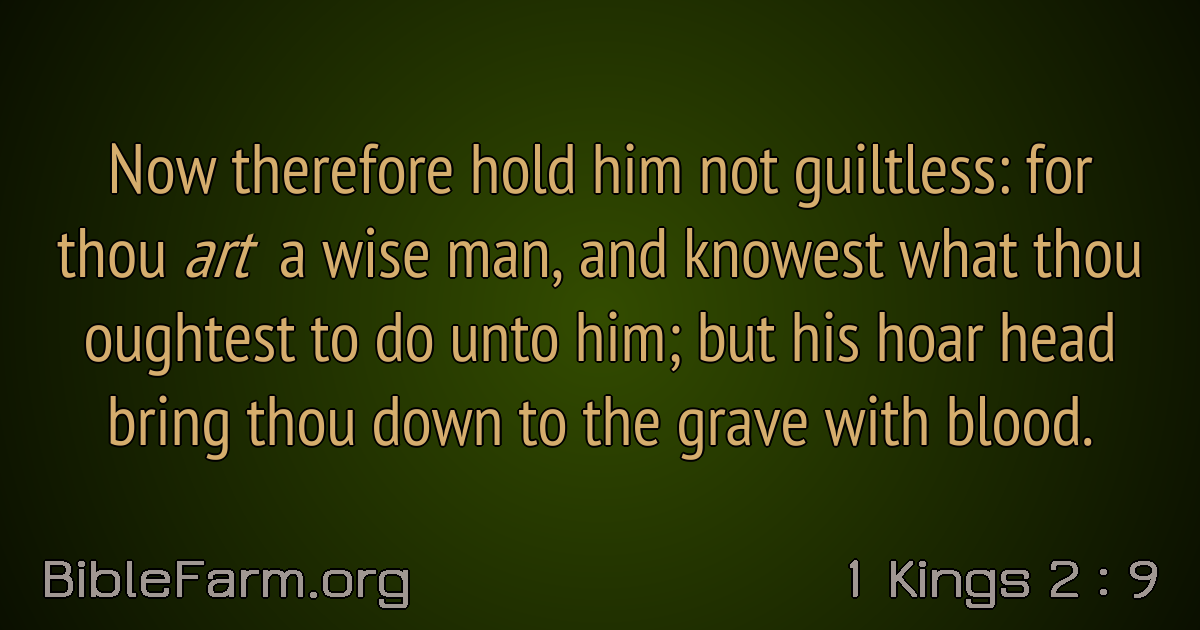 Now therefore hold him not guiltless: for
thou art a wise man, and knowest what thou
oughtest to do unto him; but his hoar head
bring thou down to the grave with blood.
BibleFarm.org
1 Kings 2 : 9